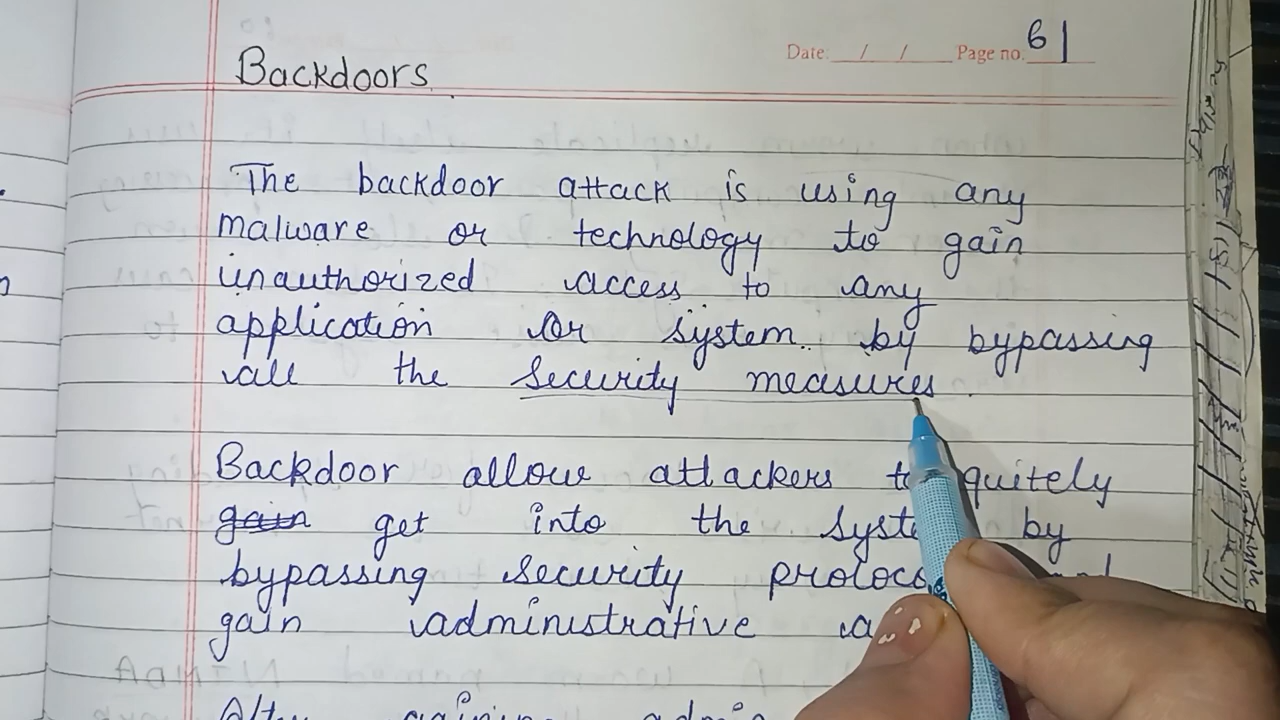 Date: / / Page no. 61
Backdoors
The backdoor attack is using any
malware or technology to gain
unauthorized access to any
application or system by bypassing
all the security measures.
Backdoor allow attackers to quitely
gain get into the by
bypassing security
gain administrative